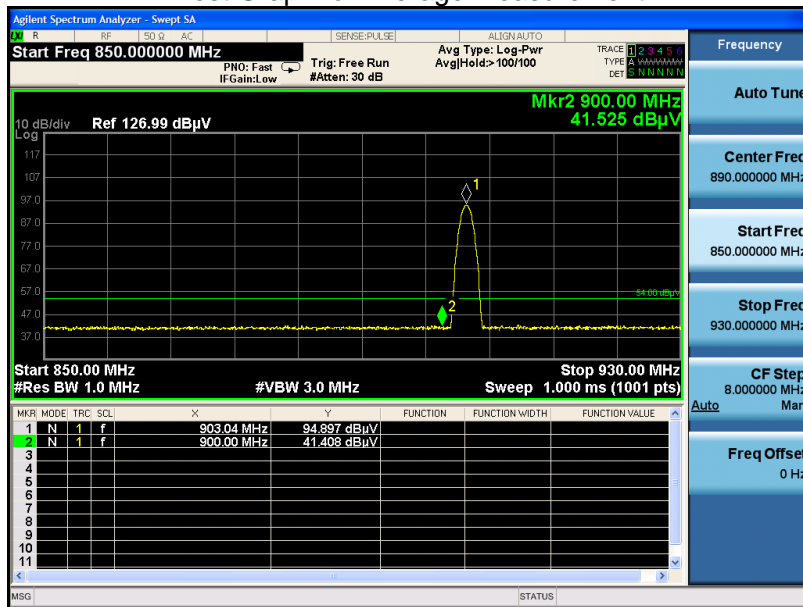 Agilent Spectrum Analyzer - Swept SA
LXI R RF 50 Ω AC SENSE:PULSE ALIGN AUTO
Start Freq 850.000000 MHz
PNO: Fast
IFGain:Low
Trig: Free Run
#Atten: 30 dB
Avg Type: Log-Pwr
Avg|Hold:>100/100
TRACE 1 2 3 4 5 6
TYPE A
DET S N N N N N
Mkr2 900.00 MHz
41.525 dBµV
10 dB/div Ref 126.99 dBµV
Log
117
107
97.0
87.0
77.0
67.0
57.0
47.0
37.0
1
2
54.00 dBµV
Start 850.00 MHz Stop 930.00 MHz
#Res BW 1.0 MHz #VBW 3.0 MHz Sweep 1.000 ms (1001 pts)
MKR MODE TRC SCL X Y FUNCTION FUNCTION WIDTH FUNCTION VALUE
1 N 1 f 903.04 MHz 94.897 dBµV
2 N 1 f 900.00 MHz 41.408 dBµV
3
4
5
6
7
8
9
10
11
MSG STATUS
Frequency
Auto Tune
Center Freq
890.000000 MHz
Start Freq
850.000000 MHz
Stop Freq
930.000000 MHz
CF Step
8.000000 MHz
Auto Man
Freq Offset
0 Hz